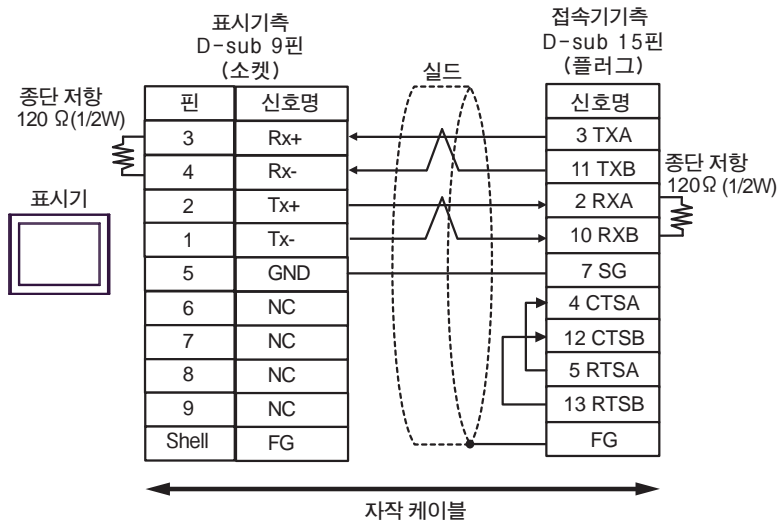 표시기측
D-sub 9핀
(소켓)
접속기기측
D-sub 15핀
(플러그)
실드
종단 저항
120 Ω(1/2W)
핀 신호명
3 Rx+
4 Rx-
2 Tx+
1 Tx-
5 GND
6 NC
7 NC
8 NC
9 NC
Shell FG
표시기
신호명
3 TXA
11 TXB
2 RXA
10 RXB
7 SG
4 CTSA
12 CTSB
5 RTSA
13 RTSB
FG
종단 저항
120Ω (1/2W)
자작 케이블